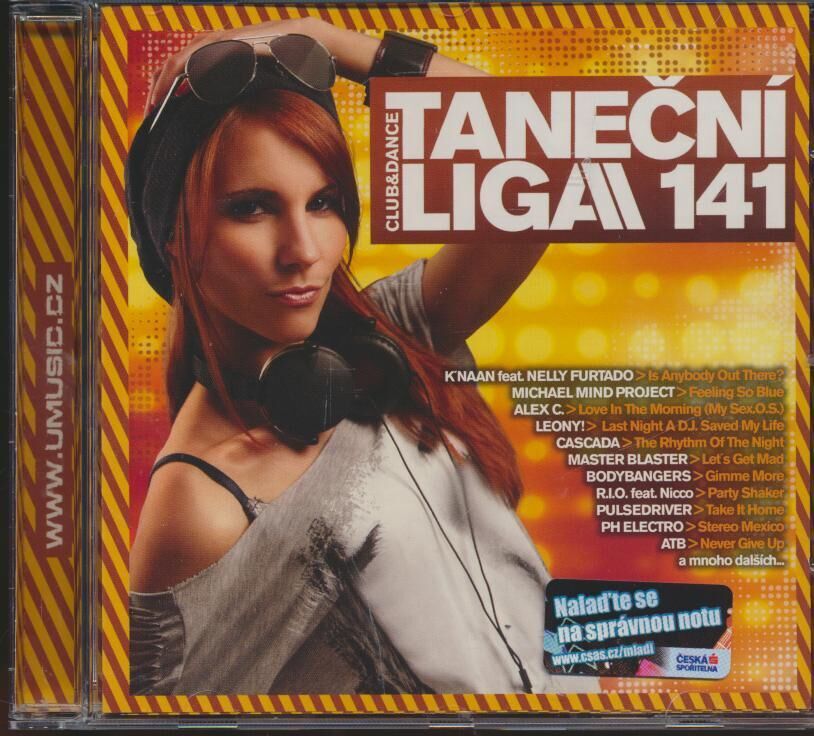 www.UMUSIC.CZ
CLUB&DANCE
TANEČNÍ
LIGA 141
K'NAAN feat. NELLY FURTADO > Is Anybody Out There?
MICHAEL MIND PROJECT > Feeling So Blue
ALEX C. > Love In The Morning (My Sex.O.S.)
LEONY! > Last Night A D.J. Saved My Life
CASCADA > The Rhythm Of The Night
MASTER BLASTER > Let's Get Mad
BODYBANGERS > Gimme More
R.I.O. feat. Nicco > Party Shaker
PULSEDRIVER > Take It Home
PH ELECTRO > Stereo Mexico
ATB > Never Give Up
a mnoho dalších...
Nalaďte se
na správnou notu
www.csas.cz/mladi
ČESKÁ
SPOŘITELNA